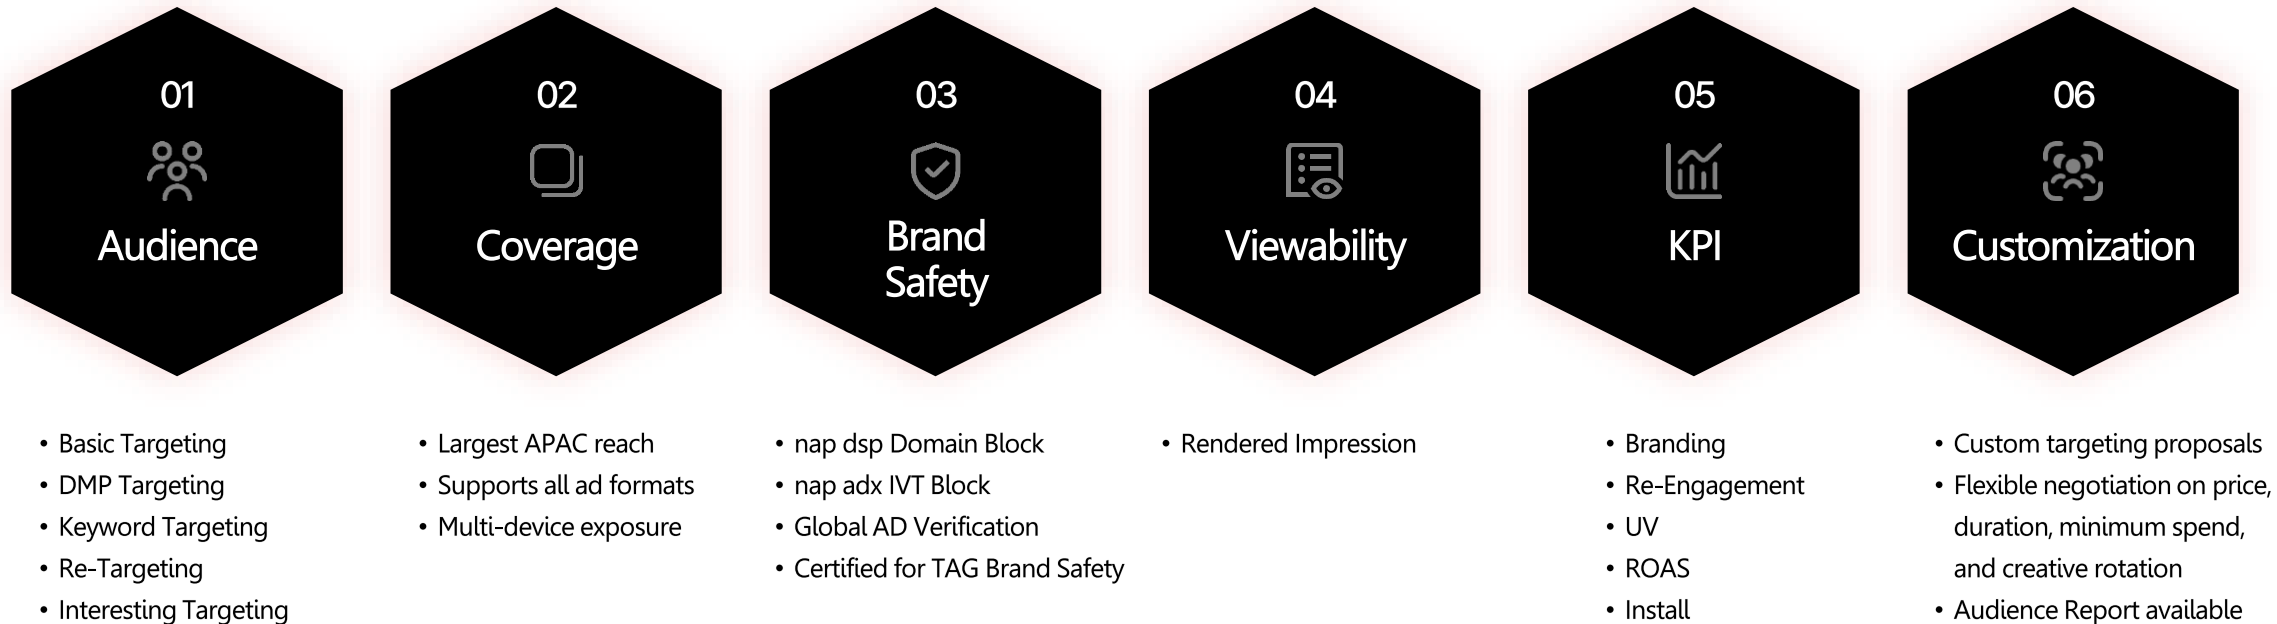 01
Audience
• Basic Targeting
• DMP Targeting
• Keyword Targeting
• Re-Targeting
• Interesting Targeting
02
Coverage
• Largest APAC reach
• Supports all ad formats
• Multi-device exposure
03
Brand
Safety
• nap dsp Domain Block
• nap adx IVT Block
• Global AD Verification
• Certified for TAG Brand Safety
04
Viewability
• Rendered Impression
05
KPI
• Branding
• Re-Engagement
• UV
• ROAS
• Install
06
Customization
• Custom targeting proposals
• Flexible negotiation on price,
duration, minimum spend,
and creative rotation
• Audience Report available